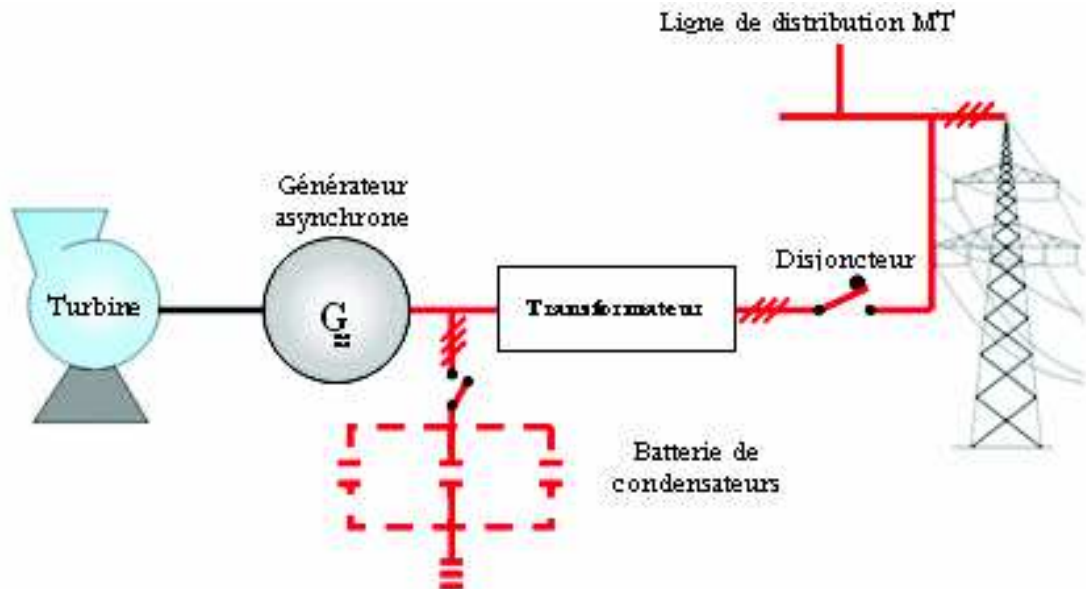 Ligne de distribution MT
Générateur
asynchrone
Disjoncteur
Turbine
G
Transformateur
Batterie de
condensateurs